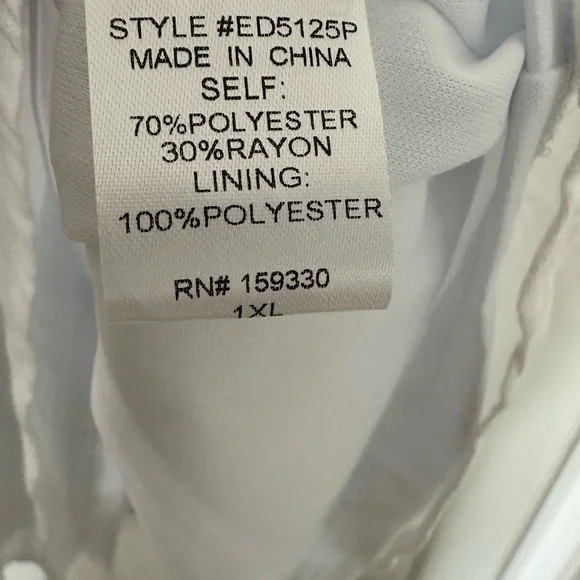 STYLE #ED5125P
MADE IN CHINA
SELF:
70%POLYESTER
30%RAYON
LINING:
100%POLYESTER
RN# 159330
1XL